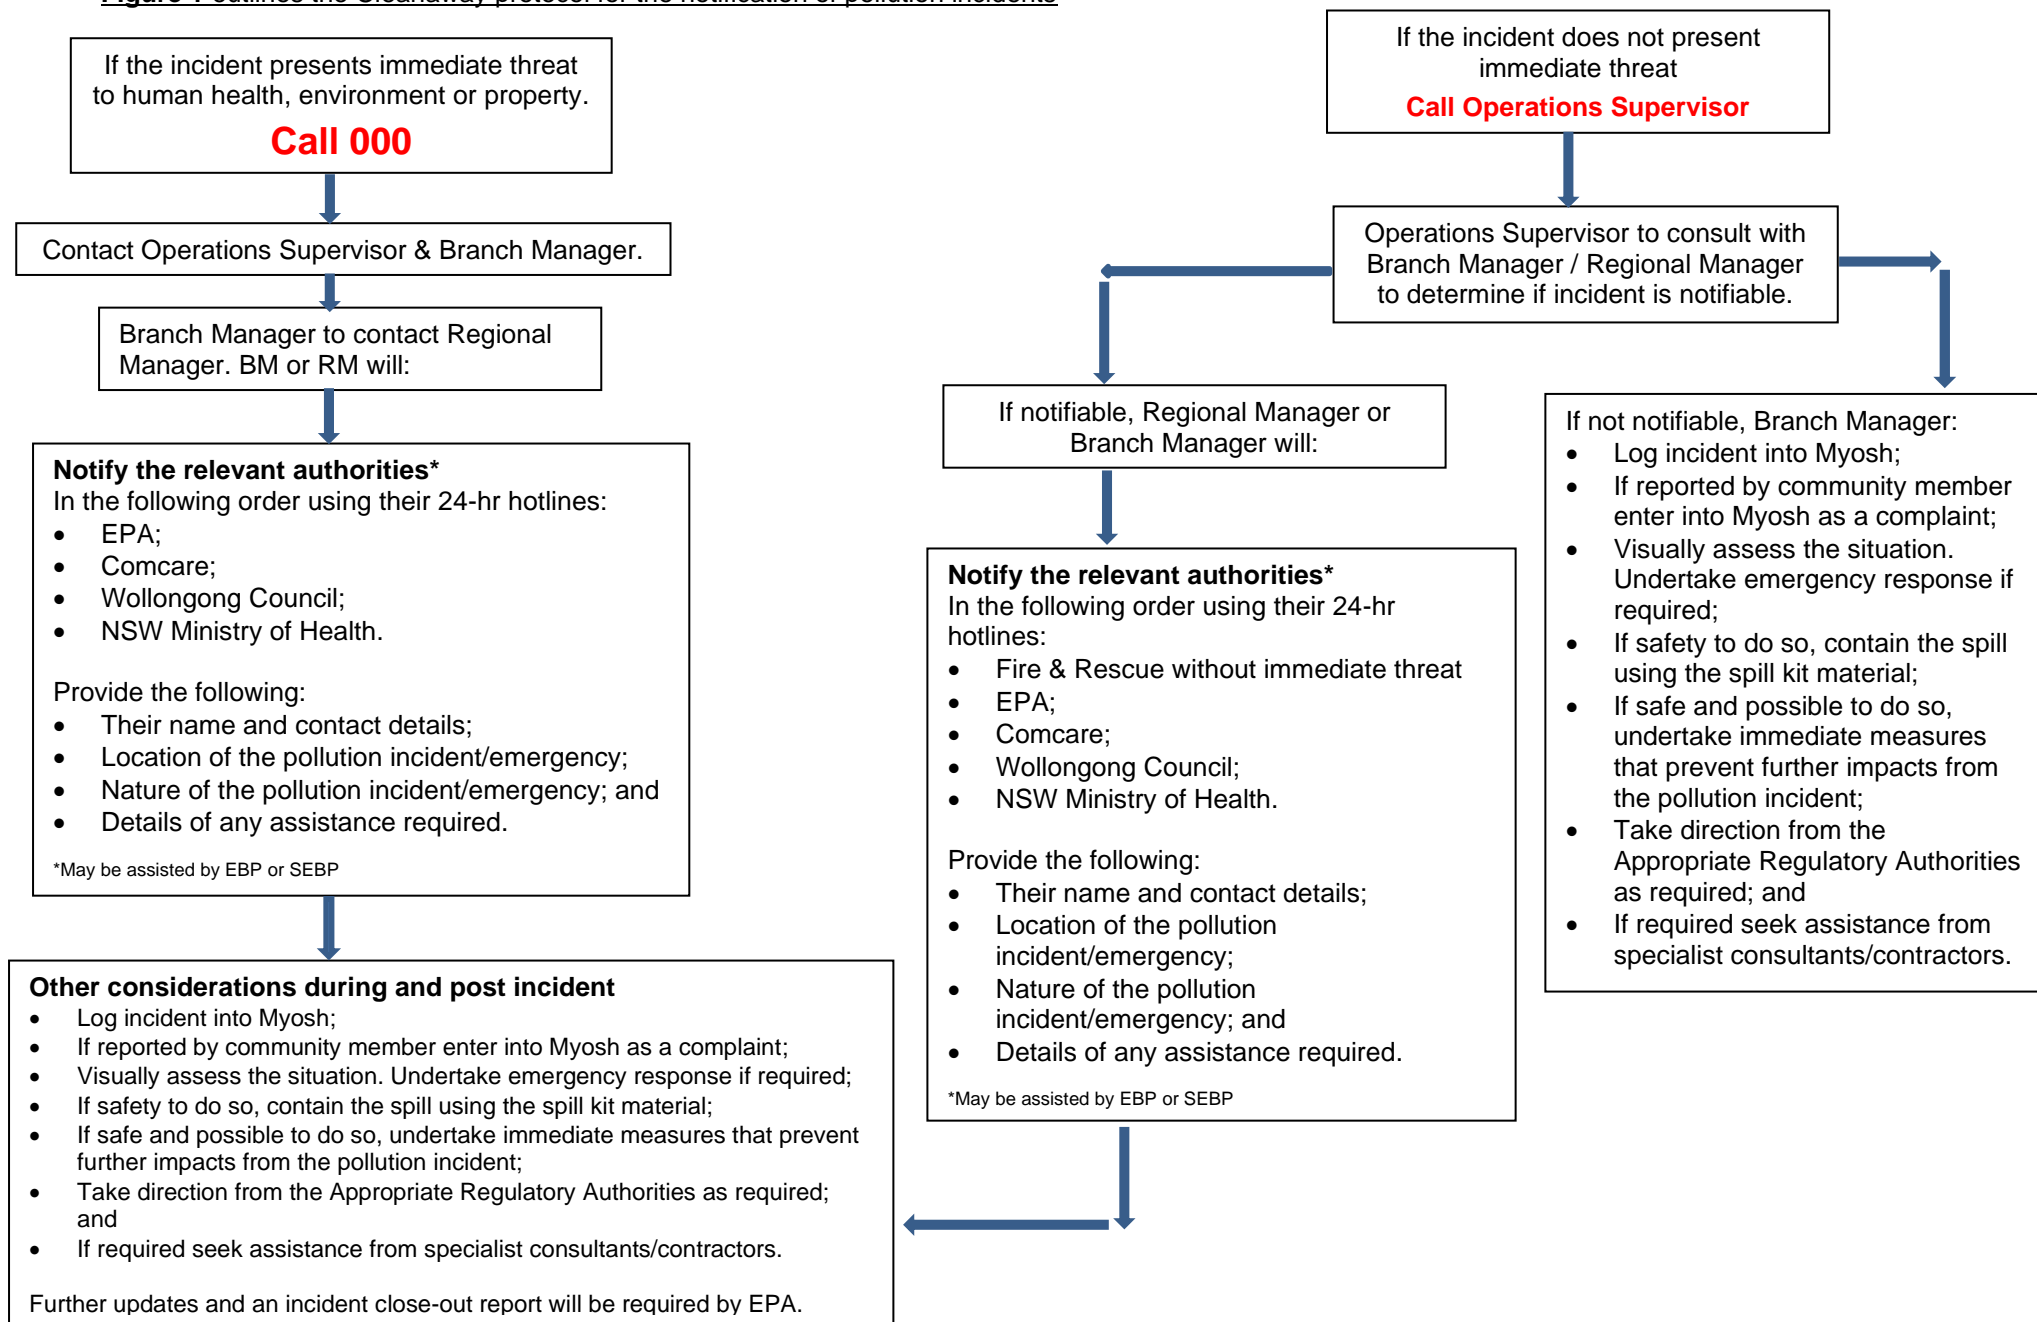 Figure 1 outlines the Cleanaway protocol for the notification of pollution incidents
If the incident presents immediate threat
to human health, environment or property.
Call 000
Contact Operations Supervisor & Branch Manager.
Branch Manager to contact Regional
Manager. BM or RM will:
Notify the relevant authorities*
In the following order using their 24-hr hotlines:
• EPA;
• Comcare;
• Wollongong Council;
• NSW Ministry of Health.
Provide the following:
• Their name and contact details;
• Location of the pollution incident/emergency;
• Nature of the pollution incident/emergency; and
• Details of any assistance required.
*May be assisted by EBP or SEBP
Other considerations during and post incident
• Log incident into Myosh;
• If reported by community member enter into Myosh as a complaint;
• Visually assess the situation. Undertake emergency response if required;
• If safety to do so, contain the spill using the spill kit material;
• If safe and possible to do so, undertake immediate measures that prevent
further impacts from the pollution incident;
• Take direction from the Appropriate Regulatory Authorities as required;
and
• If required seek assistance from specialist consultants/contractors.
Further updates and an incident close-out report will be required by EPA.
If the incident does not present
immediate threat
Call Operations Supervisor
Operations Supervisor to consult with
Branch Manager / Regional Manager
to determine if incident is notifiable.
If notifiable, Regional Manager or
Branch Manager will:
Notify the relevant authorities*
In the following order using their 24-hr
hotlines:
• Fire & Rescue without immediate threat
• EPA;
• Comcare;
• Wollongong Council;
• NSW Ministry of Health.
Provide the following:
• Their name and contact details;
• Location of the pollution
incident/emergency;
• Nature of the pollution
incident/emergency; and
• Details of any assistance required.
*May be assisted by EBP or SEBP
If not notifiable, Branch Manager:
• Log incident into Myosh;
• If reported by community member
enter into Myosh as a complaint;
• Visually assess the situation.
Undertake emergency response if
required;
• If safety to do so, contain the spill
using the spill kit material;
• If safe and possible to do so,
undertake immediate measures
that prevent further impacts from
the pollution incident;
• Take direction from the
Appropriate Regulatory Authorities
as required; and
• If required seek assistance from
specialist consultants/contractors.